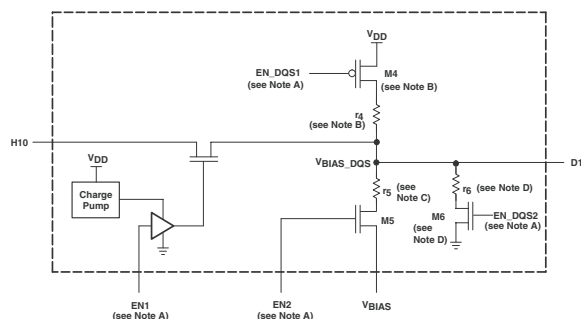 VDD
EN_DQS1
(see Note A)
M4
(see Note B)
r4
(see Note B)
H10
VDD
VBIAS_DQS
D1
Charge
Pump
r5
(see
Note C)
r6
(see Note D)
M5
M6
(see
Note D)
EN_DQS2
(see Note A)
EN1
(see Note A)
EN2
(see Note A)
VBIAS